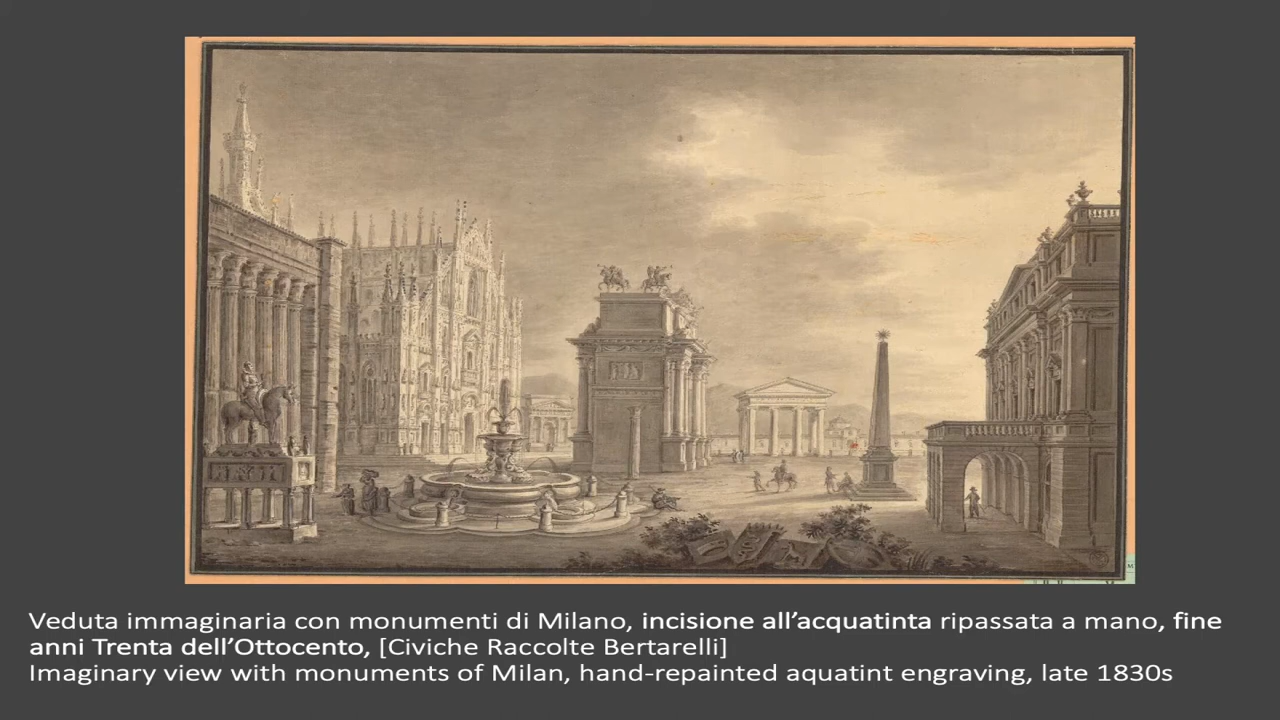 Veduta immaginaria con monumenti di Milano, incisione all’acquatinta ripassata a mano, fine
anni Trenta dell’Ottocento, [Civiche Raccolte Bertarelli]
Imaginary view with monuments of Milan, hand-repainted aquatint engraving, late 1830s